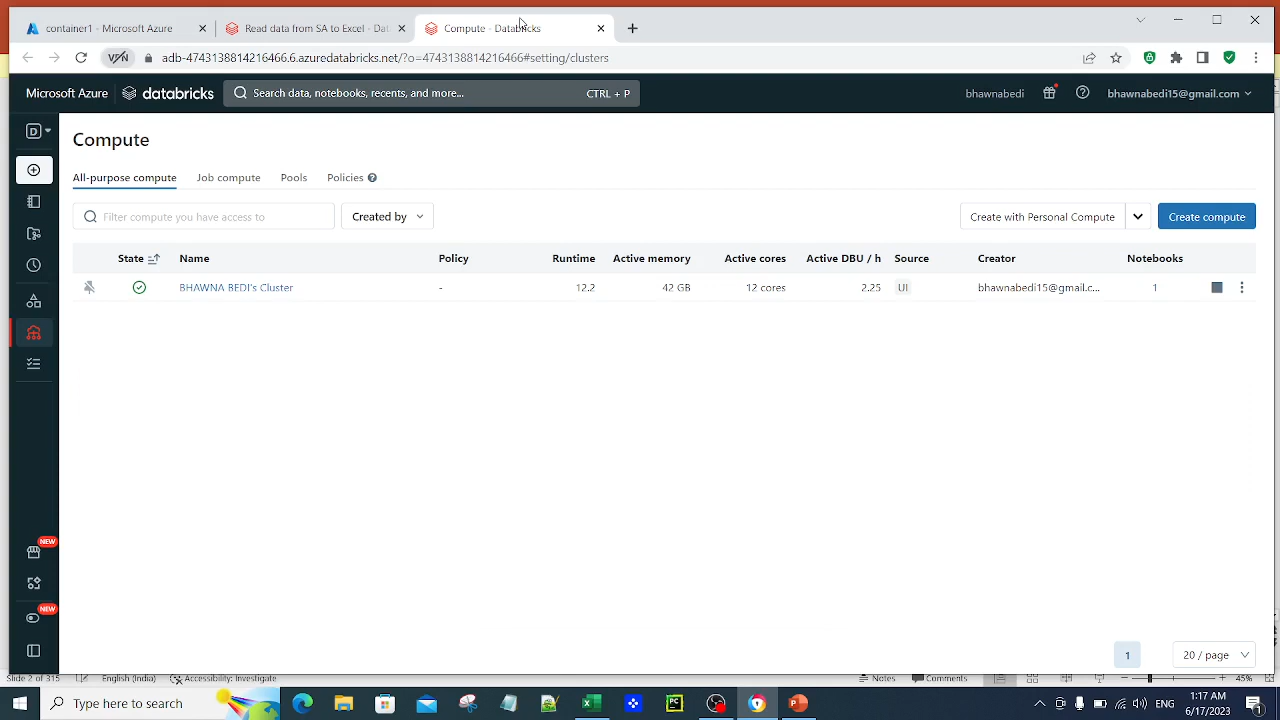 container1 - Microsoft Azure
Read data from SA to Excel - Dat
Compute - Databricks
VPN
adb-4743138814216466.6.azuredatabricks.net/?o=4743138814216466#setting/clusters
Microsoft Azure databricks
Search data, notebooks, recents, and more...
CTRL + P
bhawnabedi
bhawnabedi15@gmail.com
D
Compute
All-purpose compute
Job compute
Pools
Policies
Filter compute you have access to
Created by
Create with Personal Compute
Create compute
State Name Policy Runtime Active memory Active cores Active DBU / h Source Creator Notebooks
BHAWNA BEDI's Cluster - 12.2 42 GB 12 cores 2.25 UI bhawnabedi15@gmail.c... 1
NEW
NEW
1
20 / page
Slide 2 of 315
English (India)
Accessibility: Investigate
Notes
Comments
45%
Type here to search
1:17 AM
6/17/2023